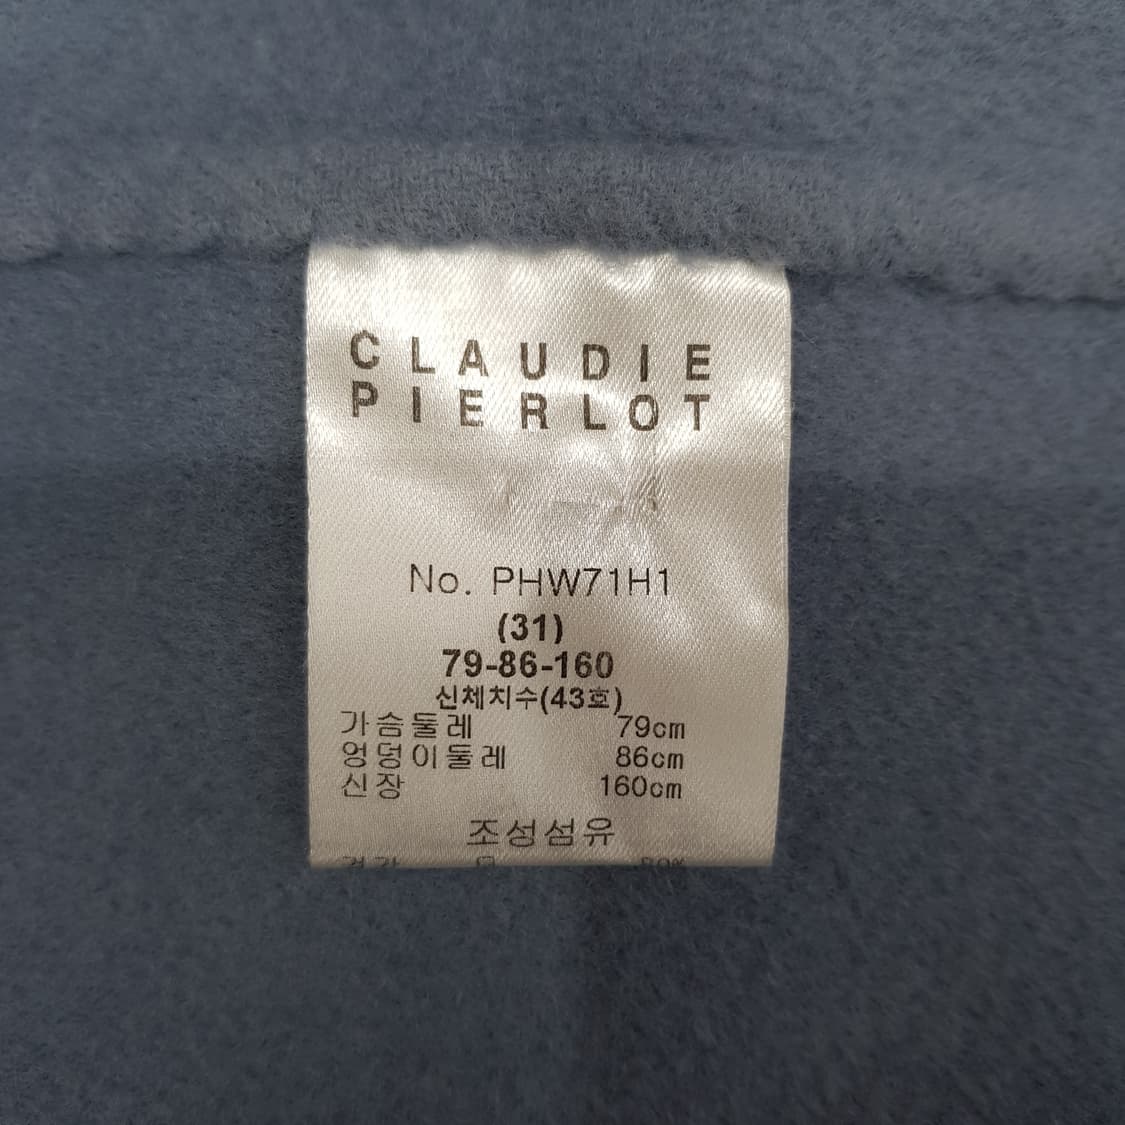 CLAUDIE
PIERLOT
No. PHW71H1
(31)
79-86-160
신체치수(43호)
가슴둘레 79cm
엉덩이둘레 86cm
신장 160cm
조성섬유